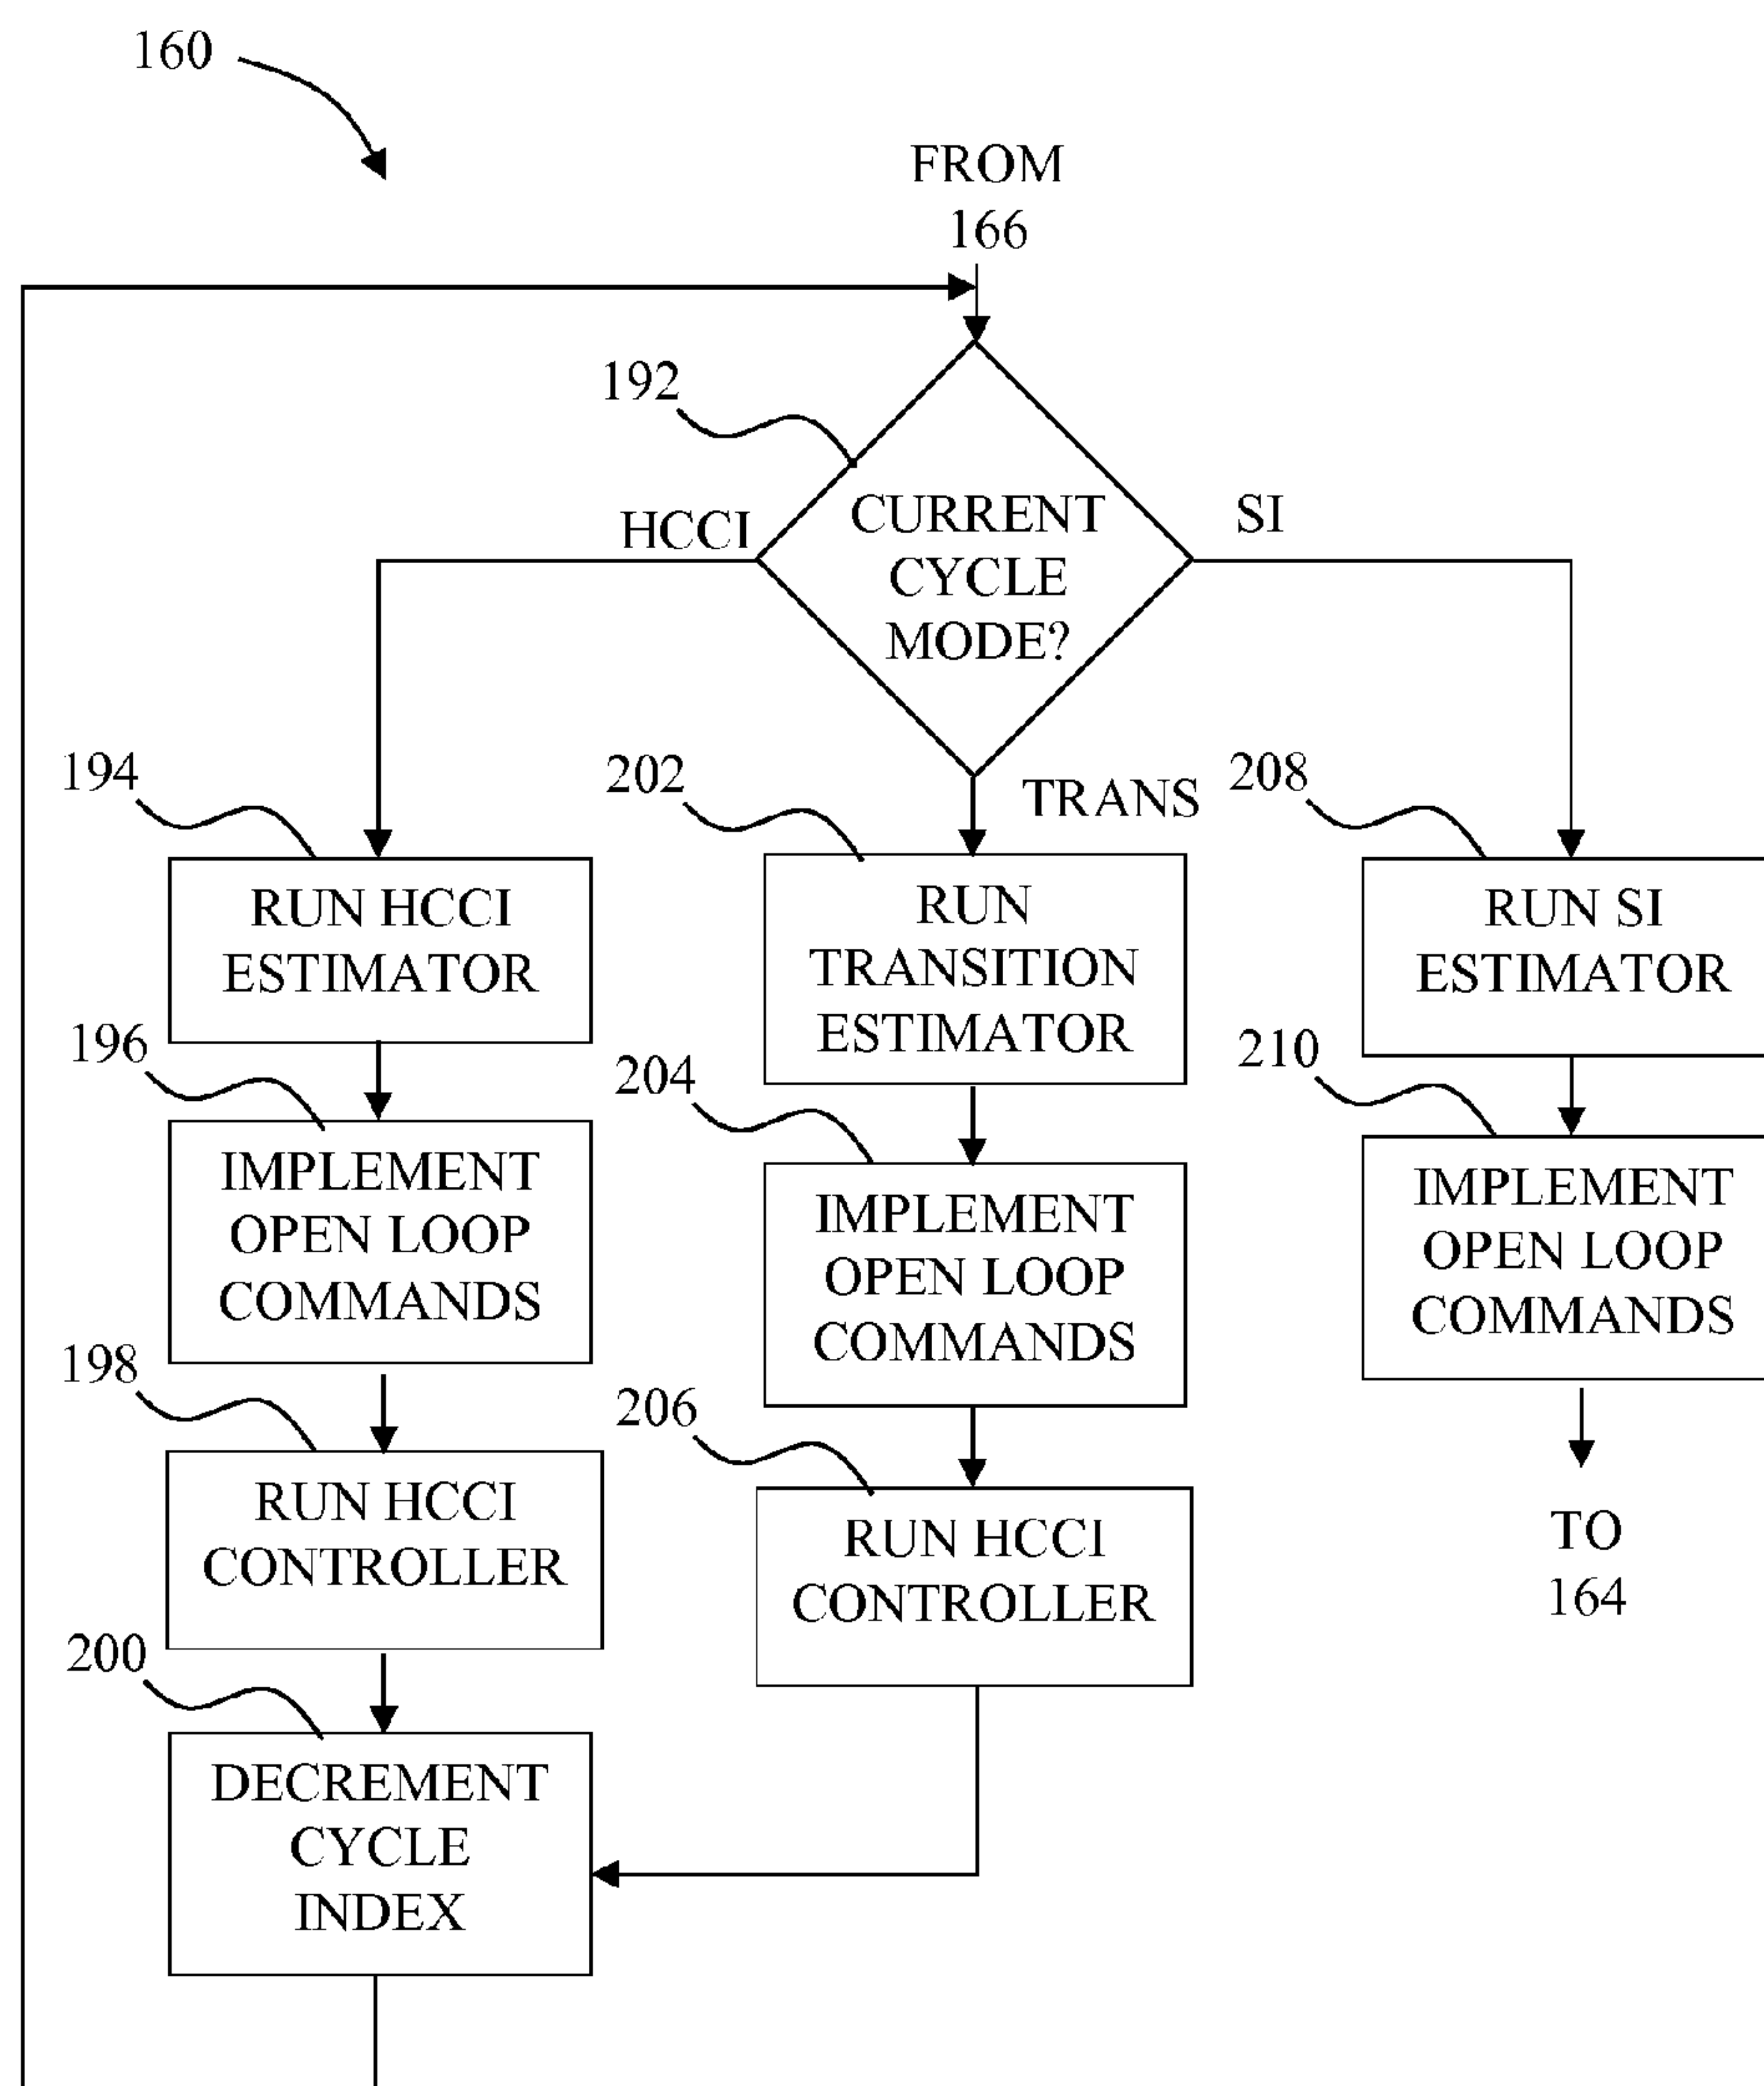 160
FROM
166
192
CURRENT
CYCLE
MODE?
HCCI
SI
TRANS
194
RUN HCCI
ESTIMATOR
196
IMPLEMENT
OPEN LOOP
COMMANDS
198
RUN HCCI
CONTROLLER
200
DECREMENT
CYCLE
INDEX
202
RUN
TRANSITION
ESTIMATOR
204
IMPLEMENT
OPEN LOOP
COMMANDS
206
RUN HCCI
CONTROLLER
208
RUN SI
ESTIMATOR
210
IMPLEMENT
OPEN LOOP
COMMANDS
TO
164